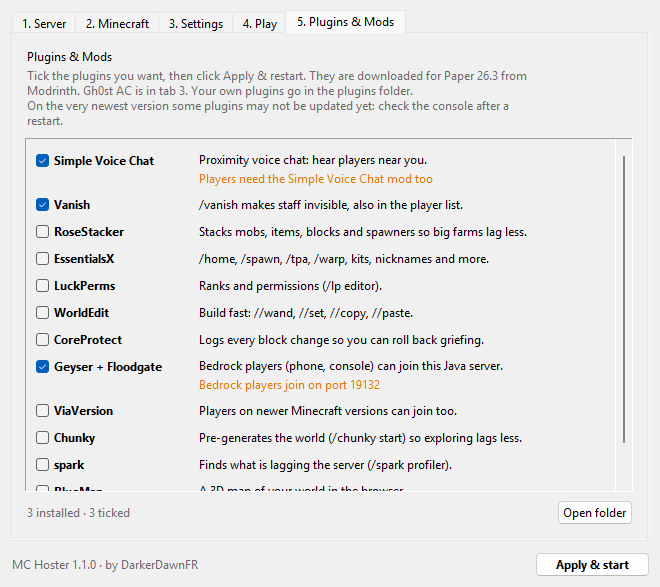 1. Server
2. Minecraft
3. Settings
4. Play
5. Plugins & Mods
Plugins & Mods
Tick the plugins you want, then click Apply & restart. They are downloaded for Paper 26.3 from
Modrinth. Gh0st AC is in tab 3. Your own plugins go in the plugins folder.
On the very newest version some plugins may not be updated yet: check the console after a
restart.
Simple Voice Chat Proximity voice chat: hear players near you.
Players need the Simple Voice Chat mod too
Vanish /vanish makes staff invisible, also in the player list.
RoseStacker Stacks mobs, items, blocks and spawners so big farms lag less.
EssentialsX /home, /spawn, /tpa, /warp, kits, nicknames and more.
LuckPerms Ranks and permissions (/lp editor).
WorldEdit Build fast: //wand, //set, //copy, //paste.
CoreProtect Logs every block change so you can roll back griefing.
Geyser + Floodgate Bedrock players (phone, console) can join this Java server.
Bedrock players join on port 19132
ViaVersion Players on newer Minecraft versions can join too.
Chunky Pre-generates the world (/chunky start) so exploring lags less.
spark Finds what is lagging the server (/spark profiler).
BlueMap A 3D map of your world in the browser.
3 installed · 3 ticked
Open folder
MC Hoster 1.1.0 · by DarkerDawnFR
Apply & start